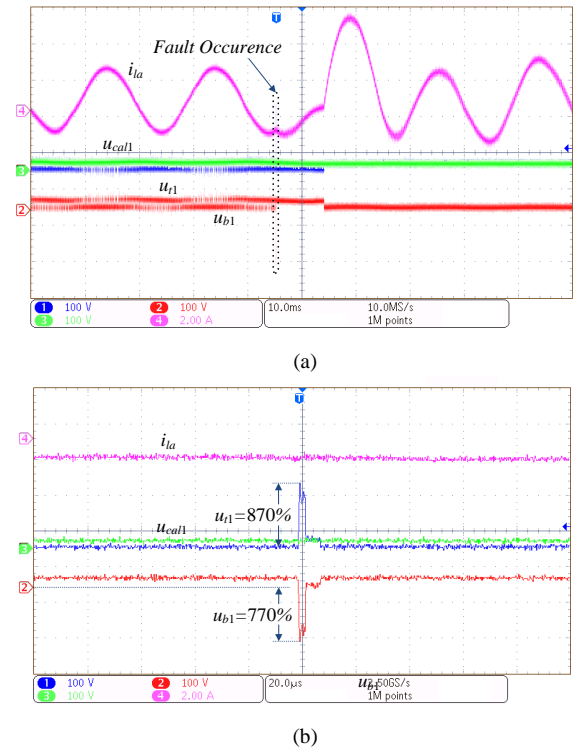 T
Fault Occurence
i_la
4
u_cal1
3
u_t1
2
u_b1
1 100 V 2 100 V 10.0ms 10.0MS/s
3 100 V 4 2.00 A 1M points
(a)
T
4
i_la
u_t1=870%
u_cal1
3
2
u_b1=770%
1 100 V 2 100 V 20.0µs
3 100 V 4 2.00 A 1M points
u_b1
(b)